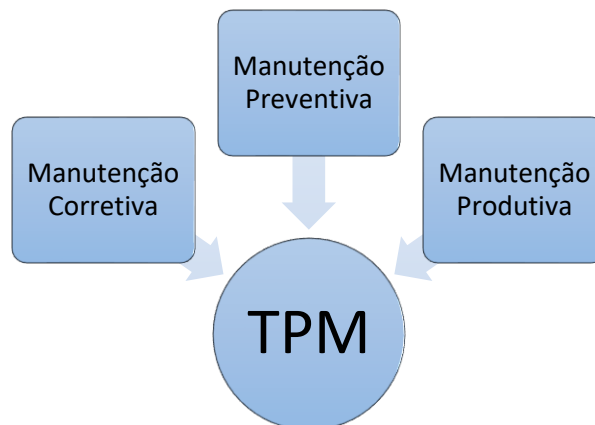 Manutenção
Preventiva
Manutenção
Corretiva
Manutenção
Produtiva
TPM